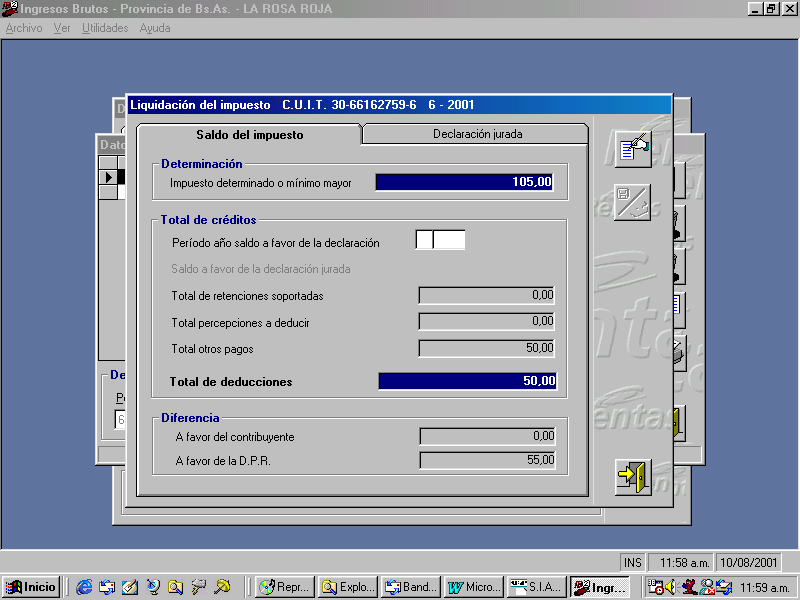 Ingresos Brutos - Provincia de Bs.As. - LA ROSA ROJA
Archivo Ver Utilidades Ayuda
Liquidación del impuesto C.U.I.T. 30-66162759-6 6 - 2001
Saldo del impuesto
Declaración jurada
Determinación
Impuesto determinado o mínimo mayor 105,00
Total de créditos
Período año saldo a favor de la declaración
Saldo a favor de la declaración jurada
Total de retenciones soportadas 0,00
Total percepciones a deducir 0,00
Total otros pagos 50,00
Total de deducciones 50,00
Diferencia
A favor del contribuyente 0,00
A favor de la D.P.R. 55,00
Dato
De
6
INS 11:58 a.m. 10/08/2001
Inicio Repr... Explo... Band... Micro... S.I.A... Ingr... 11:59 a.m.